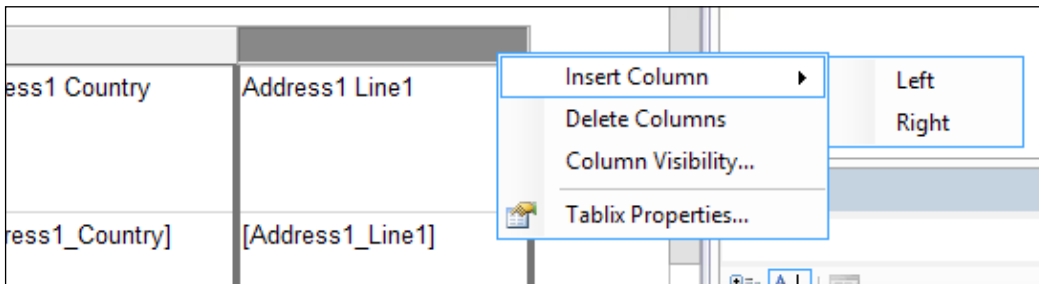 ess1 Country
Address1 Line1
Insert Column
Left
Delete Columns
Right
Column Visibility...
Tablix Properties...
ress1_Country]
[Address1_Line1]